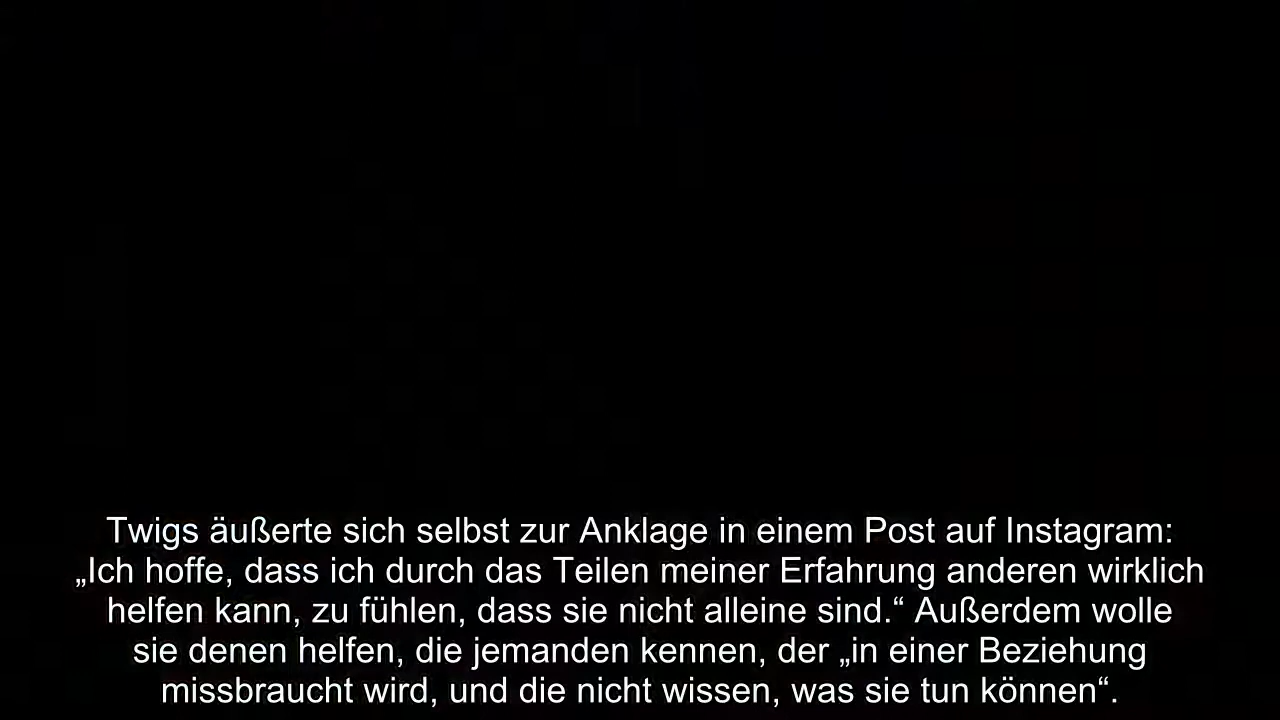 Twigs äußerte sich selbst zur Anklage in einem Post auf Instagram:
„Ich hoffe, dass ich durch das Teilen meiner Erfahrung anderen wirklich
helfen kann, zu fühlen, dass sie nicht alleine sind.“ Außerdem wolle
sie denen helfen, die jemanden kennen, der „in einer Beziehung
missbraucht wird, und die nicht wissen, was sie tun können“.